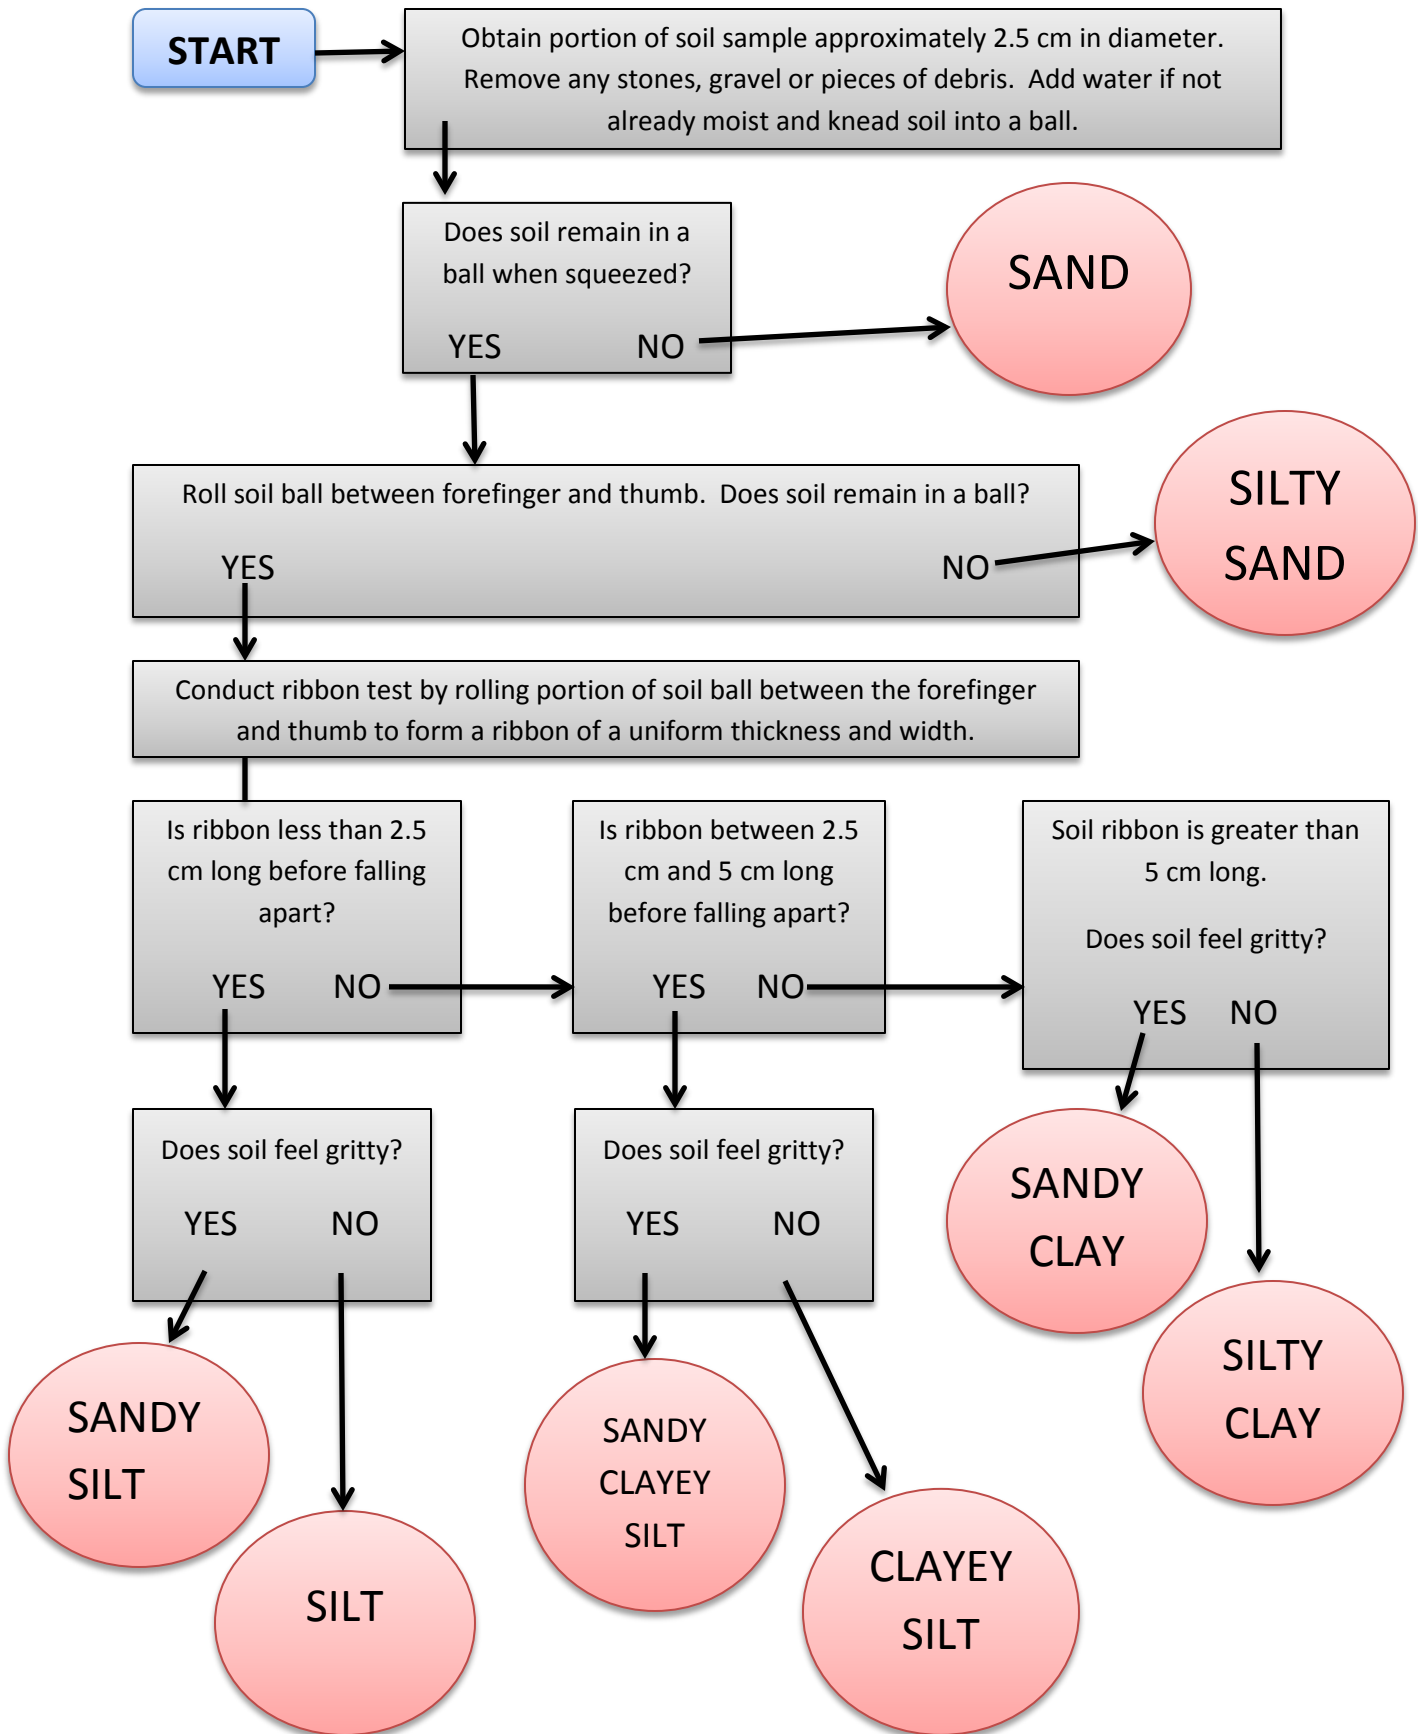 START
Obtain portion of soil sample approximately 2.5 cm in diameter.
Remove any stones, gravel or pieces of debris. Add water if not
already moist and knead soil into a ball.
Does soil remain in a
ball when squeezed?
YES NO
SAND
Roll soil ball between forefinger and thumb. Does soil remain in a ball?
YES NO
SILTY
SAND
Conduct ribbon test by rolling portion of soil ball between the forefinger
and thumb to form a ribbon of a uniform thickness and width.
Is ribbon less than 2.5
cm long before falling
apart?
YES NO
Is ribbon between 2.5
cm and 5 cm long
before falling apart?
YES NO
Soil ribbon is greater than
5 cm long.
Does soil feel gritty?
YES NO
Does soil feel gritty?
YES NO
Does soil feel gritty?
YES NO
SANDY
CLAY
SILTY
CLAY
SANDY
SILT
SILT
SANDY
CLAYEY
SILT
CLAYEY
SILT